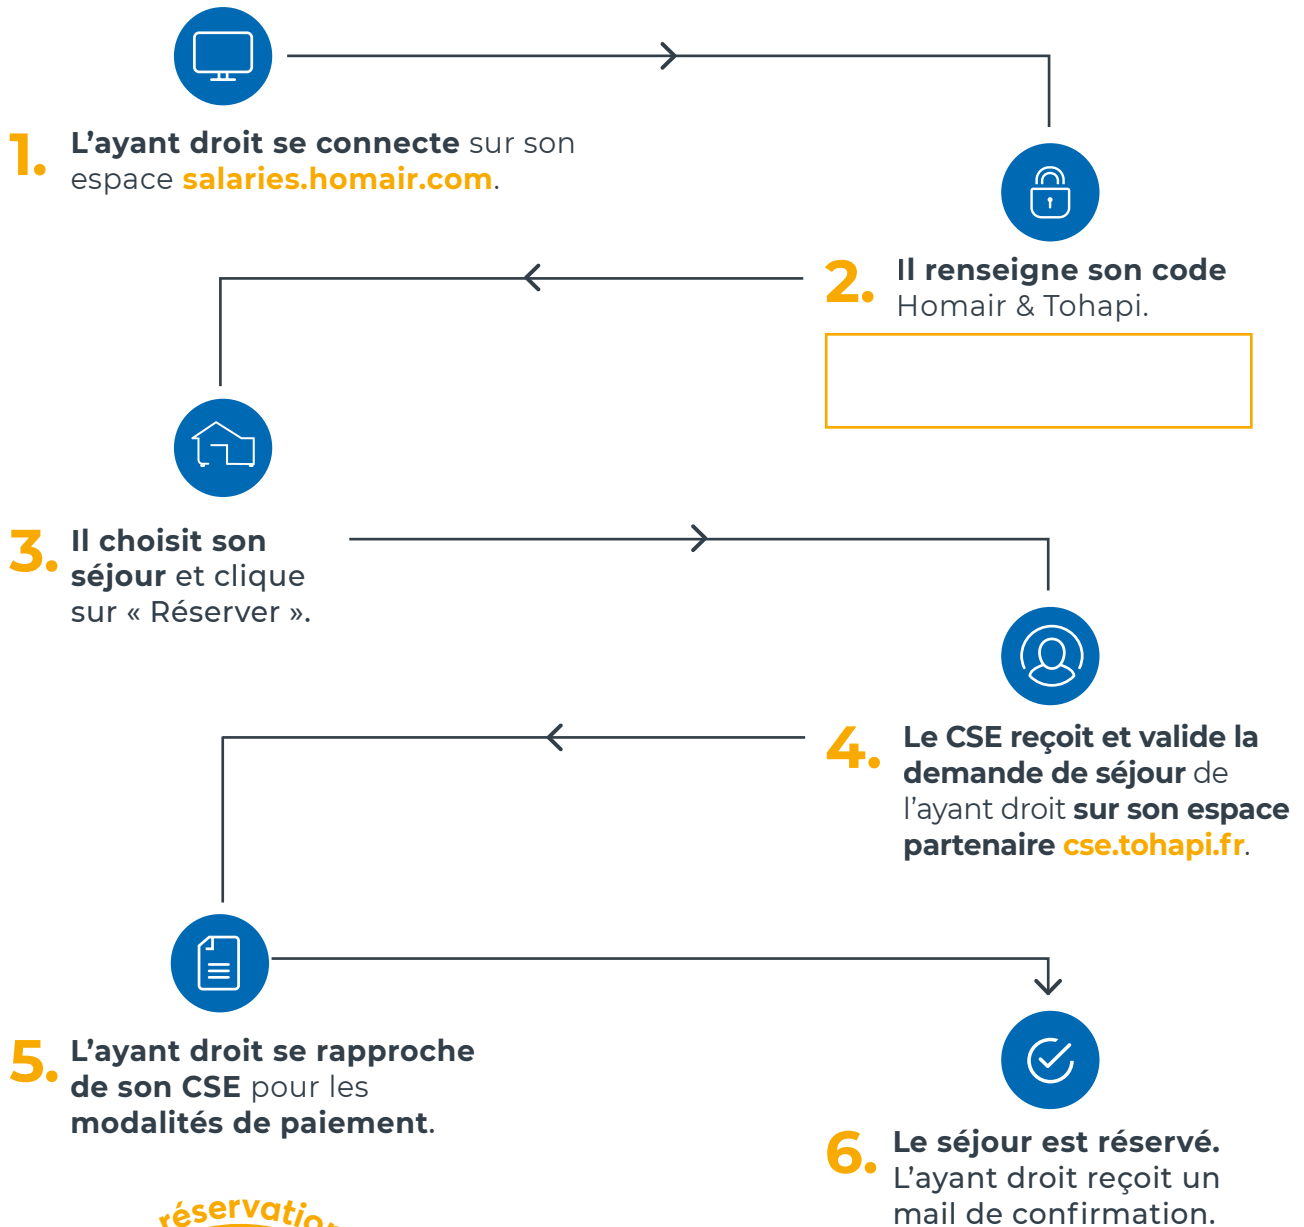 1. L’ayant droit se connecte sur son
espace salaries.homair.com.
2. Il renseigne son code
Homair & Tohapi.
3. Il choisit son
séjour et clique
sur « Réserver ».
4. Le CSE reçoit et valide la
demande de séjour de
l’ayant droit sur son espace
partenaire cse.tohapi.fr.
5. L’ayant droit se rapproche
de son CSE pour les
modalités de paiement.
6. Le séjour est réservé.
L’ayant droit reçoit un
mail de confirmation.
réservation